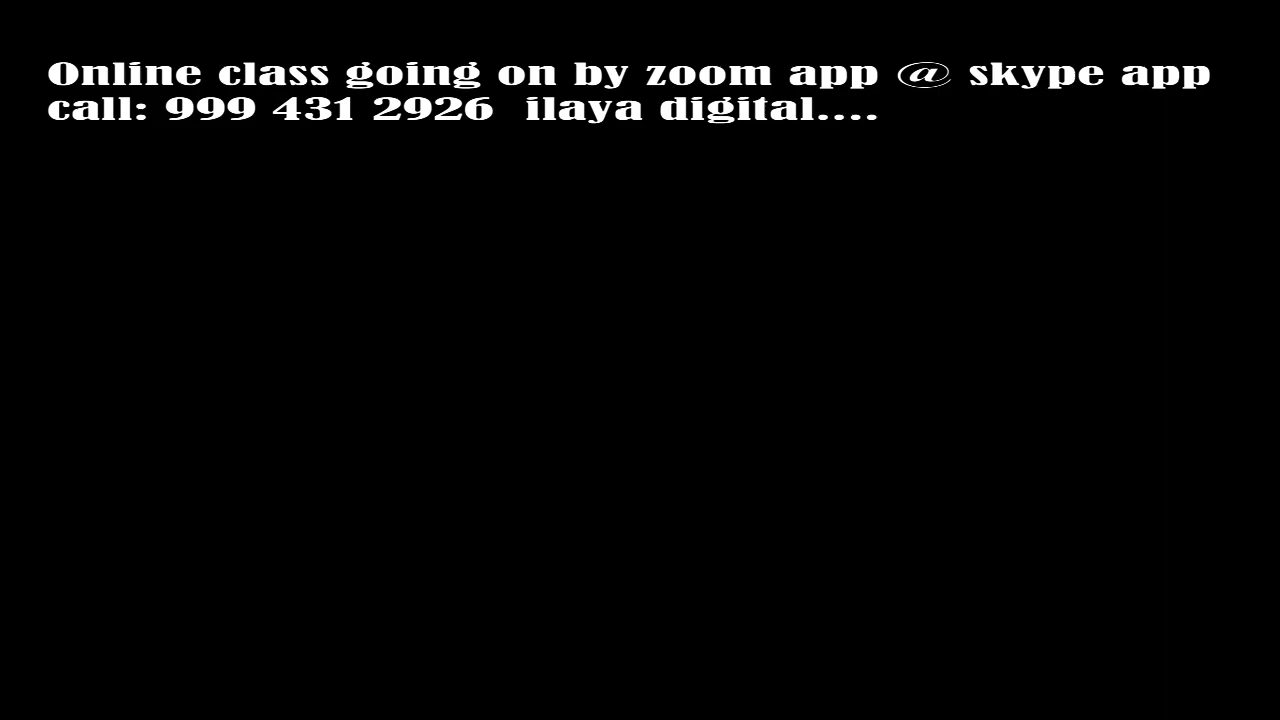 Online class going on by zoom app @ skype app
call: 999 431 2926  ilaya digital....